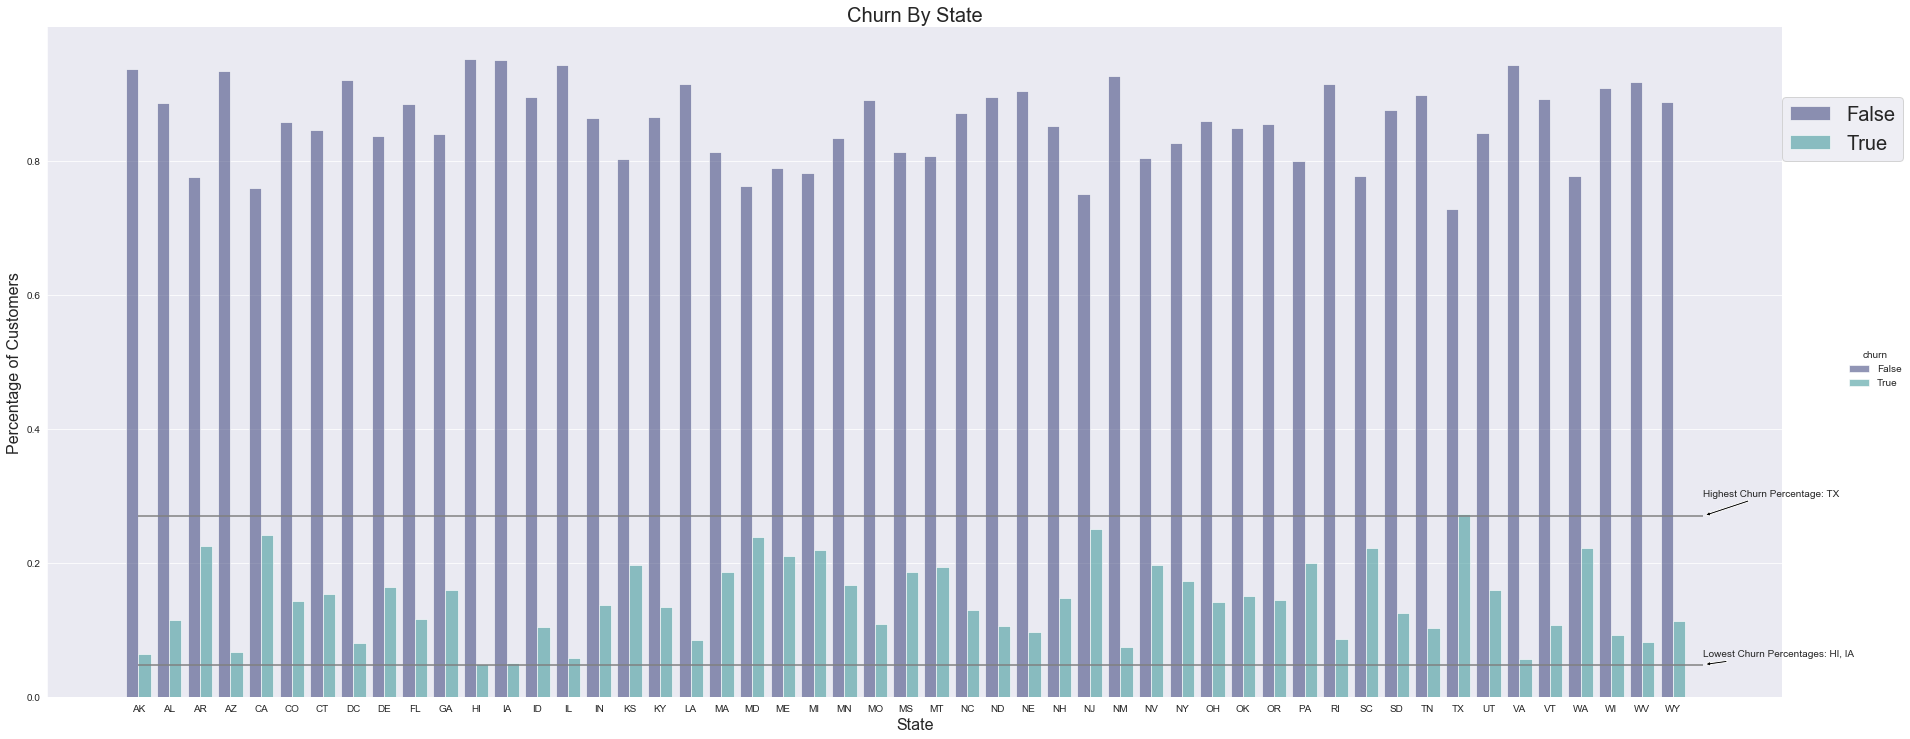 Churn By State
False
True
0.8
0.6
0.4
0.2
0.0
Percentage of Customers
churn
False
True
Highest Churn Percentage: TX
Lowest Churn Percentages: HI, IA
AK AL AR AZ CA CO CT DC DE FL GA HI IA ID IL IN KS KY LA MA MD ME MI MN MO MS MT NC ND NE NH NJ NM NV NY OH OK OR PA RI SC SD TN TX UT VA VT WA WI WV WY
State